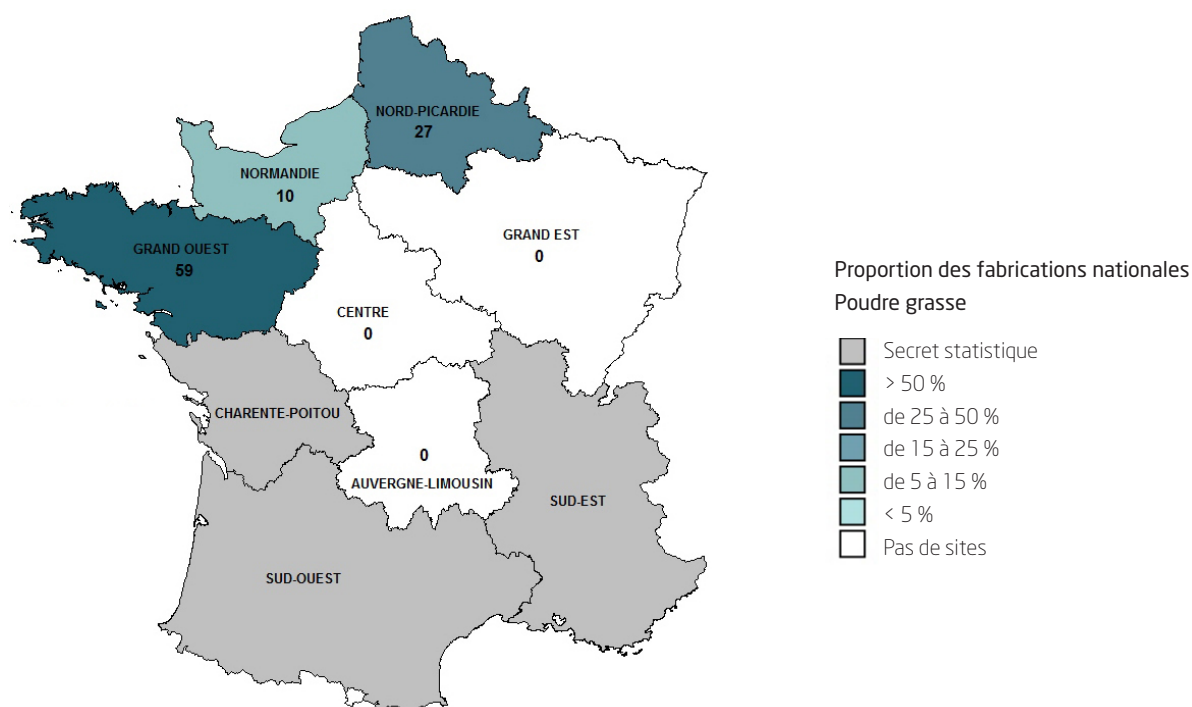 NORD-PICARDIE
27
NORMANDIE
10
GRAND EST
0
GRAND OUEST
59
CENTRE
0
CHARENTE-POITOU
0
AUVERGNE-LIMOUSIN
SUD-EST
SUD-OUEST
Proportion des fabrications nationales
Poudre grasse
Secret statistique
> 50 %
de 25 à 50 %
de 15 à 25 %
de 5 à 15 %
< 5 %
Pas de sites